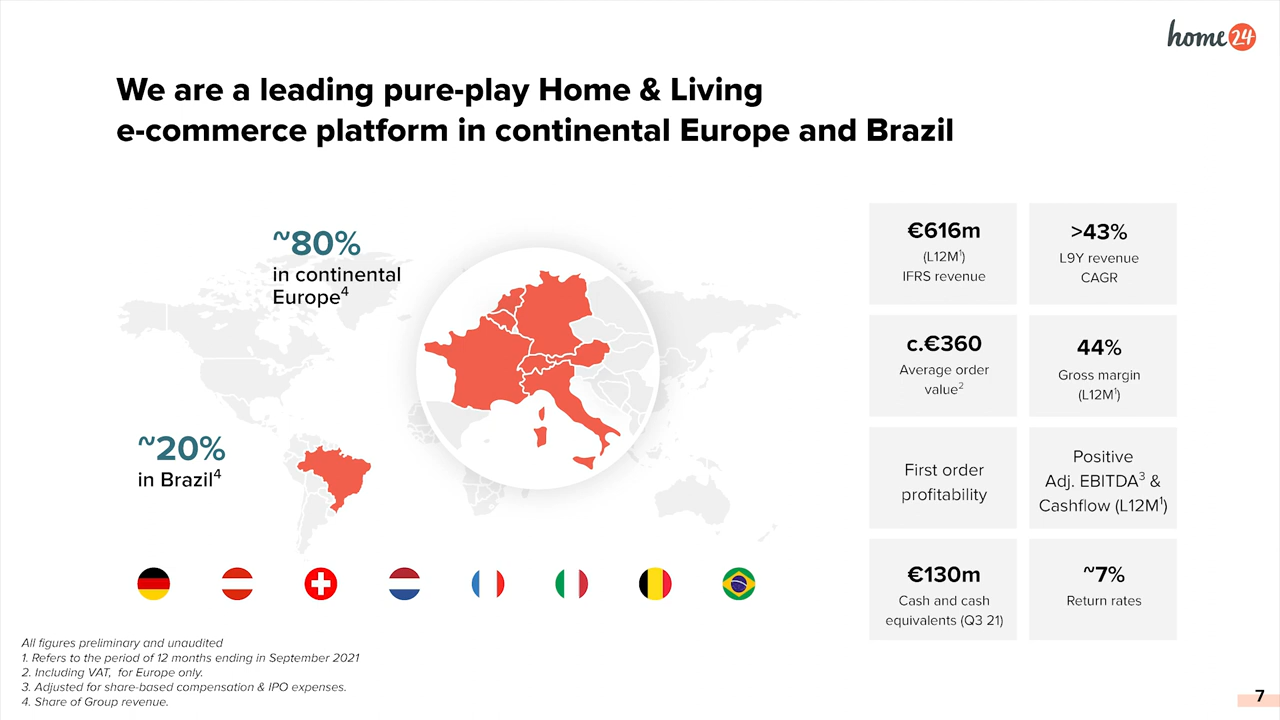 home24
We are a leading pure-play Home & Living
e-commerce platform in continental Europe and Brazil
~80%
in continental
Europe⁴
~20%
in Brazil⁴
€616m
(L12M¹)
IFRS revenue
>43%
L9Y revenue
CAGR
c.€360
Average order
value²
44%
Gross margin
(L12M¹)
First order
profitability
Positive
Adj. EBITDA³ &
Cashflow (L12M¹)
€130m
Cash and cash
equivalents (Q3 21)
~7%
Return rates
All figures preliminary and unaudited
1. Refers to the period of 12 months ending in September 2021
2. Including VAT, for Europe only.
3. Adjusted for share-based compensation & IPO expenses.
4. Share of Group revenue.
7